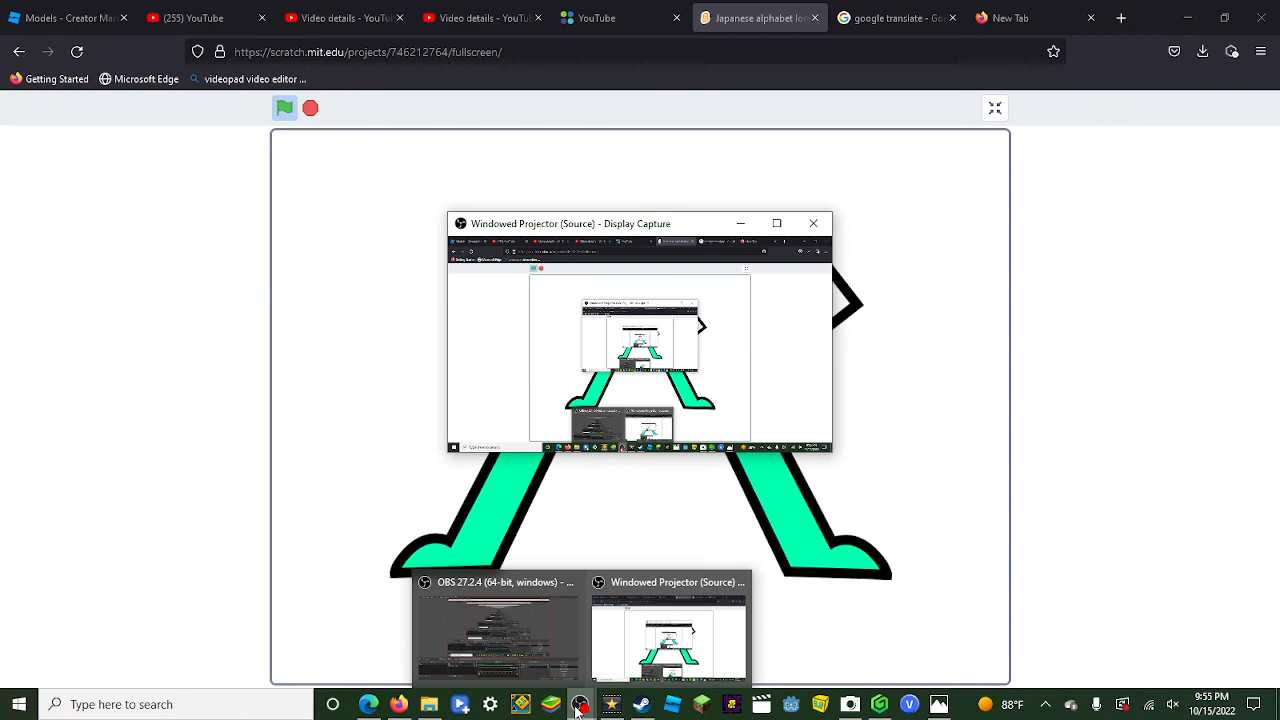 Models - Creator Mar
(255) YouTube
Video details - YouTu
Video details - YouTu
YouTube
Japanese alphabet lor
google translate - Go
New Tab
https://scratch.mit.edu/projects/746212764/fullscreen/
Getting Started
Microsoft Edge
videopad video editor ...
Windowed Projector (Source) - Display Capture
OBS 27.2.4 (64-bit, windows) - ...
Windowed Projector (Source) ...
Type here to search
9:55 PM
10/15/2022